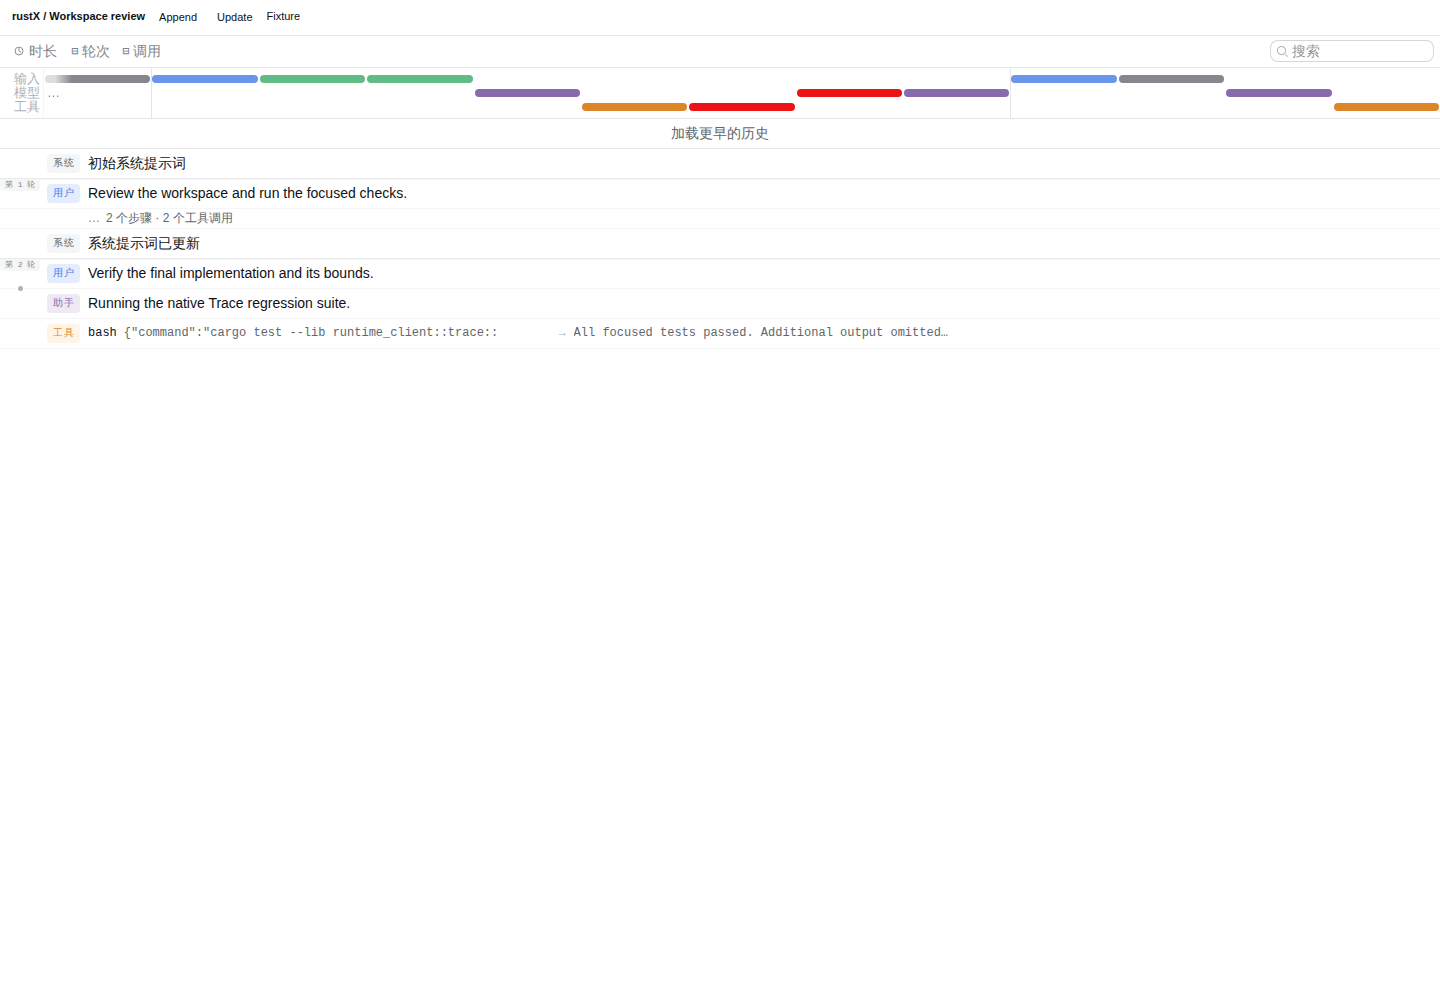 rustX / Workspace review Append Update Fixture
时长 轮次 调用 搜索
输入
模型 …
工具
加载更早的历史
系统 初始系统提示词
第 1 轮
用户 Review the workspace and run the focused checks.
… 2 个步骤 · 2 个工具调用
系统 系统提示词已更新
第 2 轮
用户 Verify the final implementation and its bounds.
助手 Running the native Trace regression suite.
工具 bash {"command":"cargo test --lib runtime_client::trace:: → All focused tests passed. Additional output omitted…